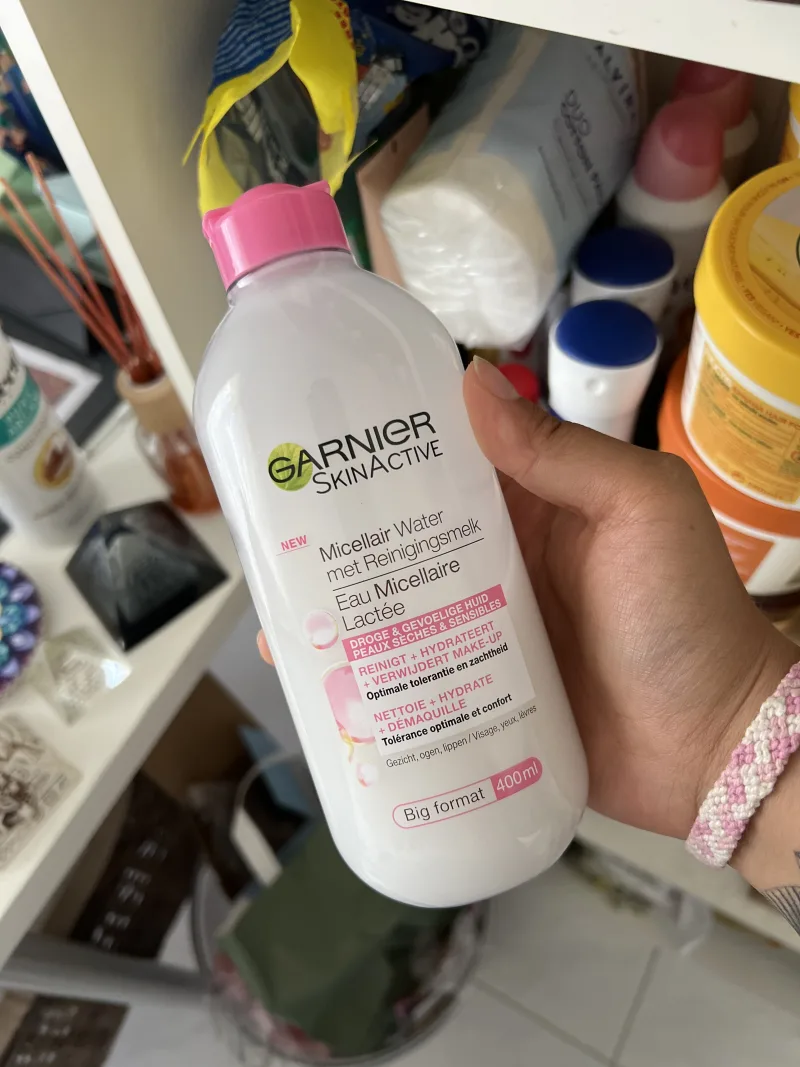 GARNIER
SKINACTIVE
NEW
Micellair Water
met Reinigingsmelk
Eau Micellaire
Lactée
DROGE & GEVOELIGE HUID
PEAUX SÈCHES & SENSIBLES
REINIGT + HYDRATEERT
+ VERWIJDERT MAKE-UP
Optimale tolerantie en zachtheid
NETTOIE + HYDRATE
+ DÉMAQUILLE
Tolérance optimale et confort
Gezicht, ogen, lippen / Visage, yeux, lèvres
Big format 400ml
DUO